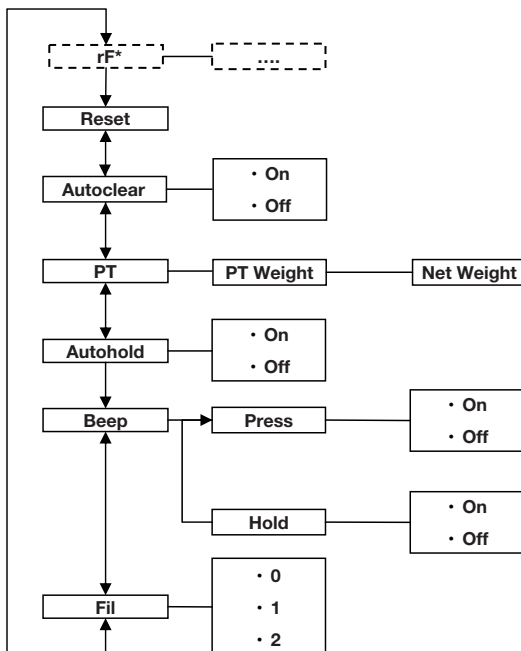 rF* ....
Reset
Autoclear
・ On
・ Off
PT PT Weight Net Weight
Autohold
・ On
・ Off
Beep Press
・ On
・ Off
Hold
・ On
・ Off
Fil
・ 0
・ 1
・ 2